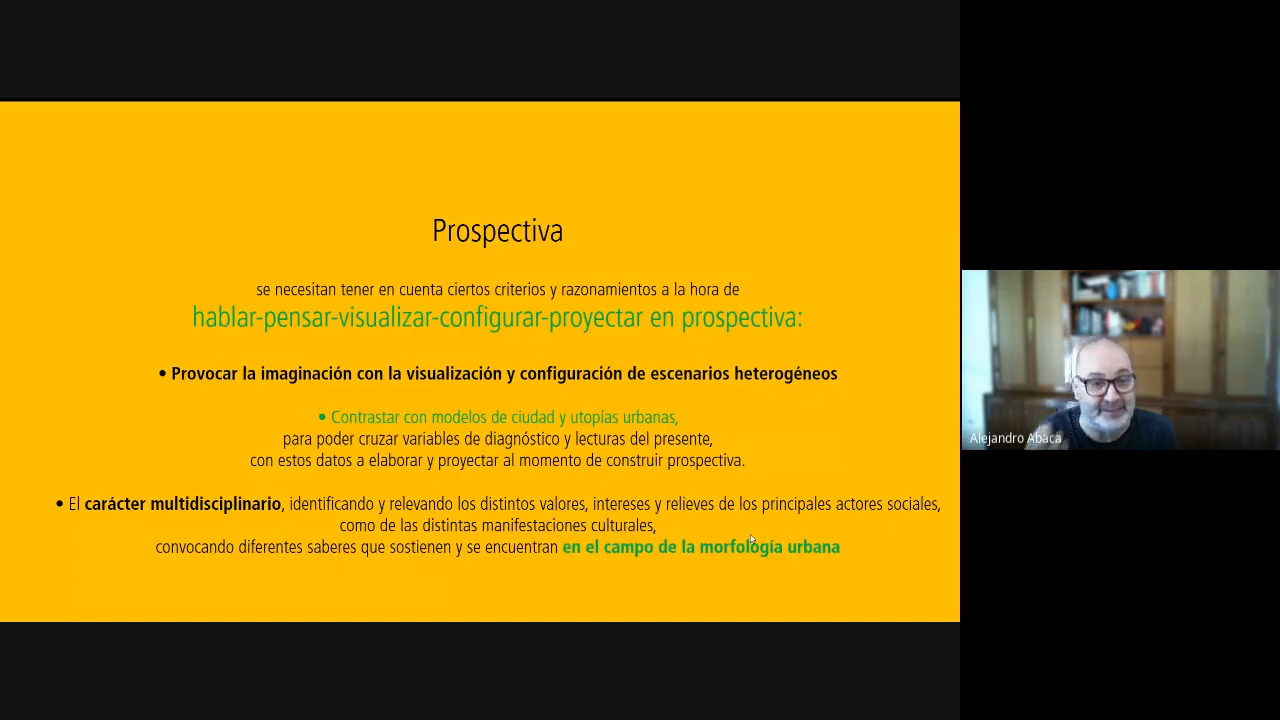 Prospectiva
se necesitan tener en cuenta ciertos criterios y razonamientos a la hora de
hablar-pensar-visualizar-configurar-proyectar en prospectiva:
• Provocar la imaginación con la visualización y configuración de escenarios heterogéneos
• Contrastar con modelos de ciudad y utopías urbanas,
para poder cruzar variables de diagnóstico y lecturas del presente,
con estos datos a elaborar y proyectar al momento de construir prospectiva.
• El carácter multidisciplinario, identificando y relevando los distintos valores, intereses y relieves de los principales actores sociales,
como de las distintas manifestaciones culturales,
convocando diferentes saberes que sostienen y se encuentran en el campo de la morfología urbana
Alejandro Abaca